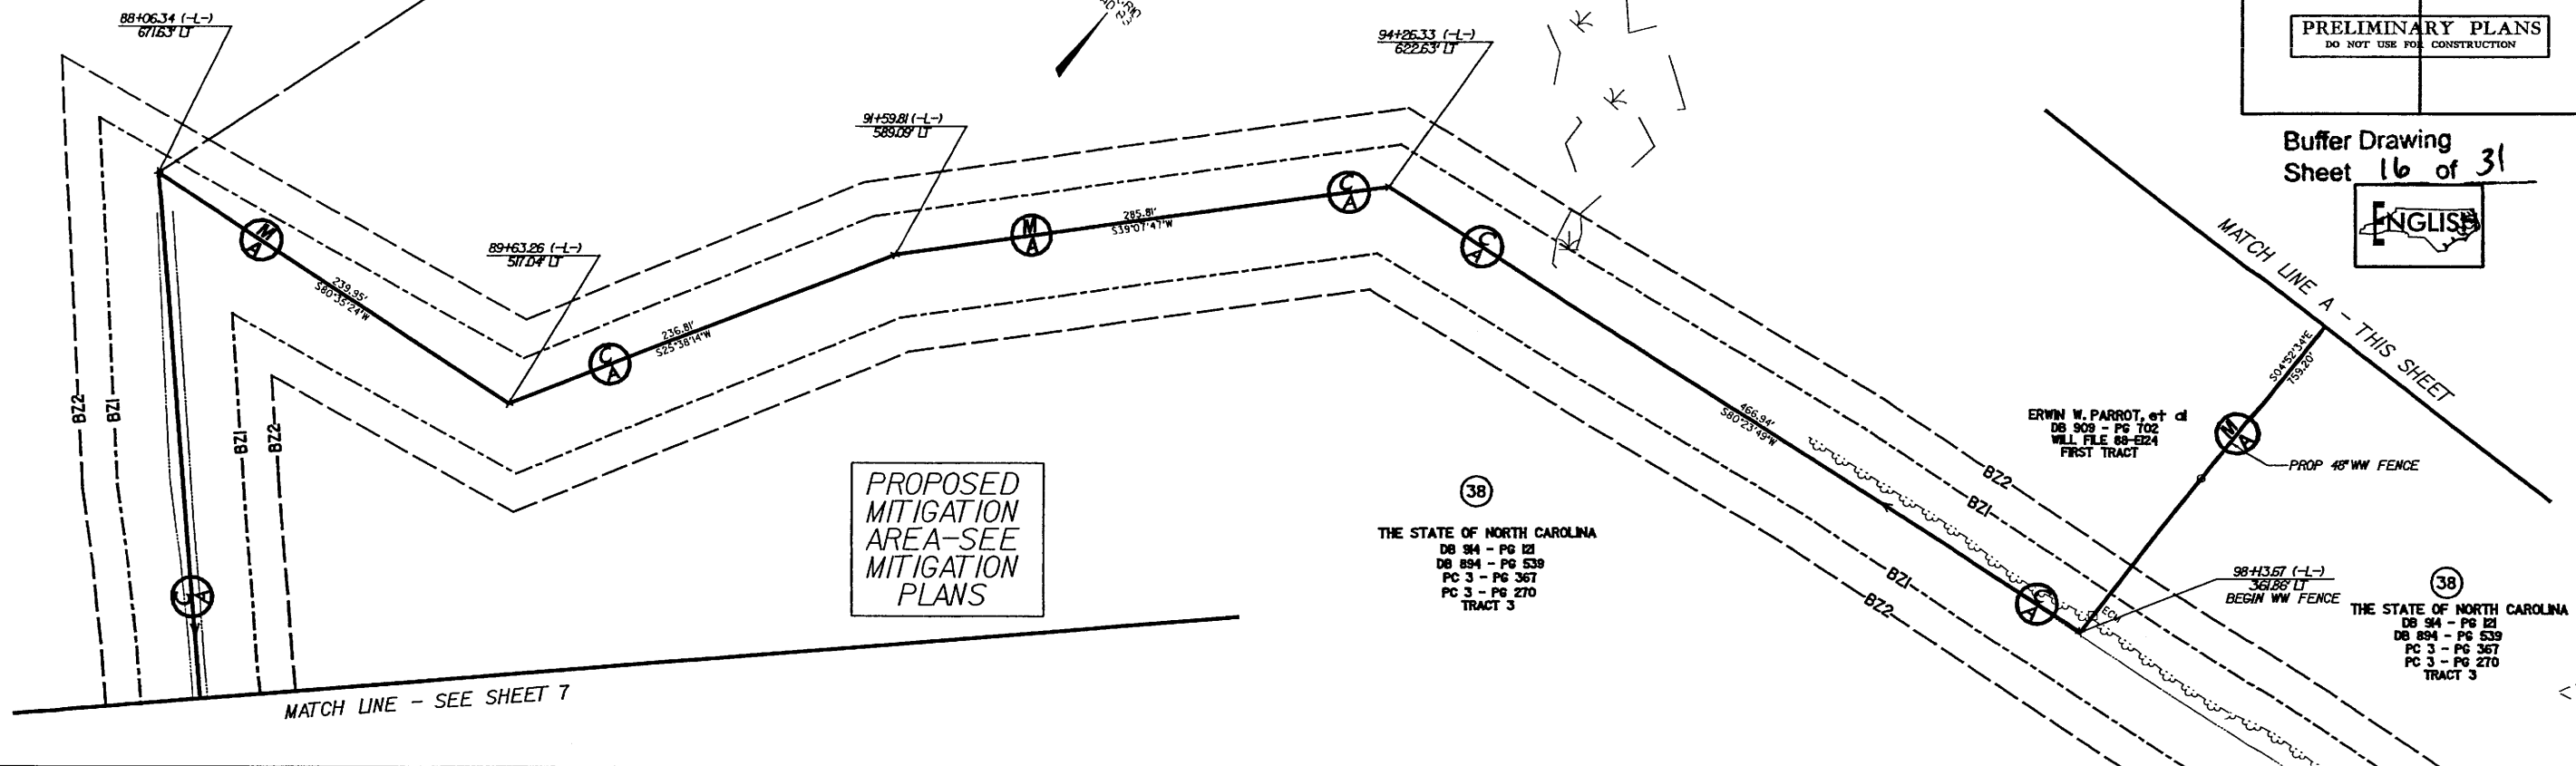 88+06.34 (-L-)
671.63' LT
94+26.33 (-L-)
622.63' LT
PRELIMINARY PLANS
DO NOT USE FOR CONSTRUCTION
Buffer Drawing
Sheet 16 of 31
ENGLISH
91+59.81 (-L-)
589.09' LT
89+63.26 (-L-)
517.04' LT
M
A
239.95'
S80°35'24"W
C
A
236.81'
S25°38'14"W
M
A
285.81'
S39°07'47"W
C
A
C
A
466.94'
S80°23'49"W
MATCH LINE A - THIS SHEET
S04°52'34"E
759.20'
ERWIN W. PARROT, et al
DB 909 - PG 702
WILL FILE 88-E124
FIRST TRACT
M
A
PROP 48" WW FENCE
BZ2
BZ1
BZ1
BZ2
BZ2
BZ1
BZ1
BZ2
PROPOSED
MITIGATION
AREA-SEE
MITIGATION
PLANS
38
THE STATE OF NORTH CAROLINA
DB 914 - PG 121
DB 894 - PG 539
PC 3 - PG 367
PC 3 - PG 270
TRACT 3
C
A
C
A
ECM
98+13.67 (-L-)
361.86' LT
BEGIN WW FENCE
38
THE STATE OF NORTH CAROLINA
DB 914 - PG 121
DB 894 - PG 539
PC 3 - PG 367
PC 3 - PG 270
TRACT 3
MATCH LINE - SEE SHEET 7